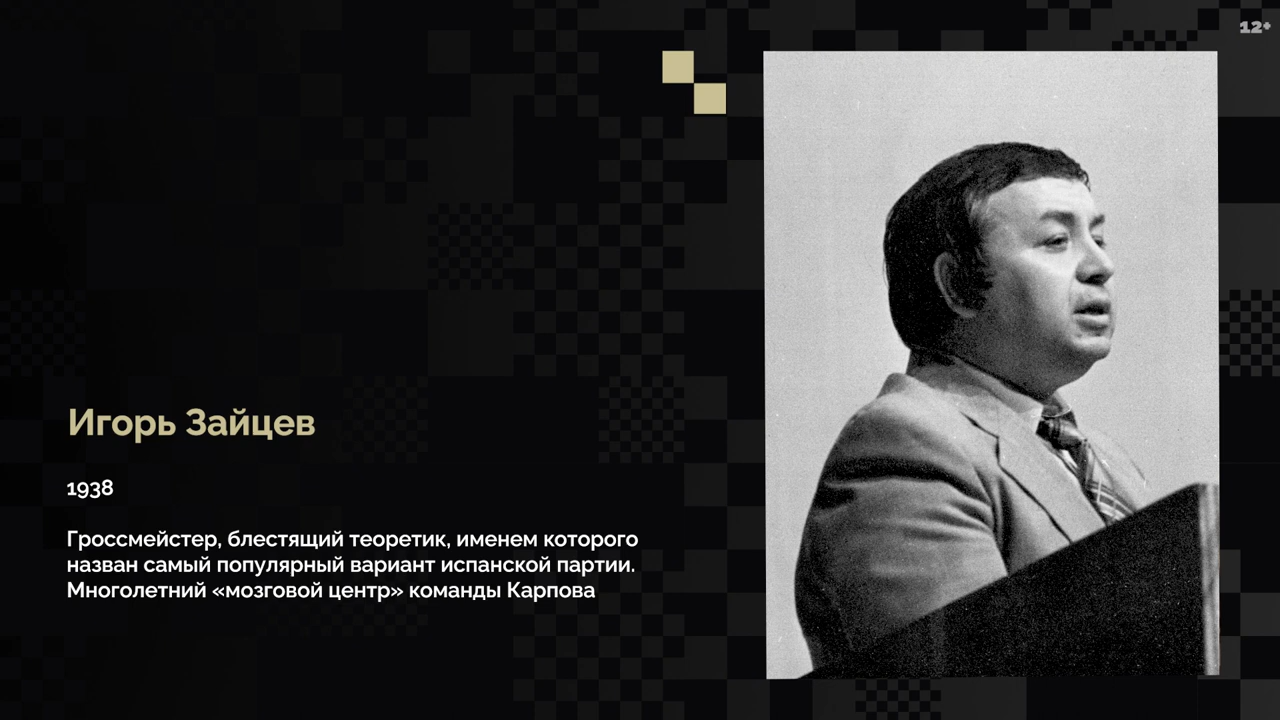 12+
Игорь Зайцев
1938
Гроссмейстер, блестящий теоретик, именем которого
назван самый популярный вариант испанской партии.
Многолетний «мозговой центр» команды Карпова